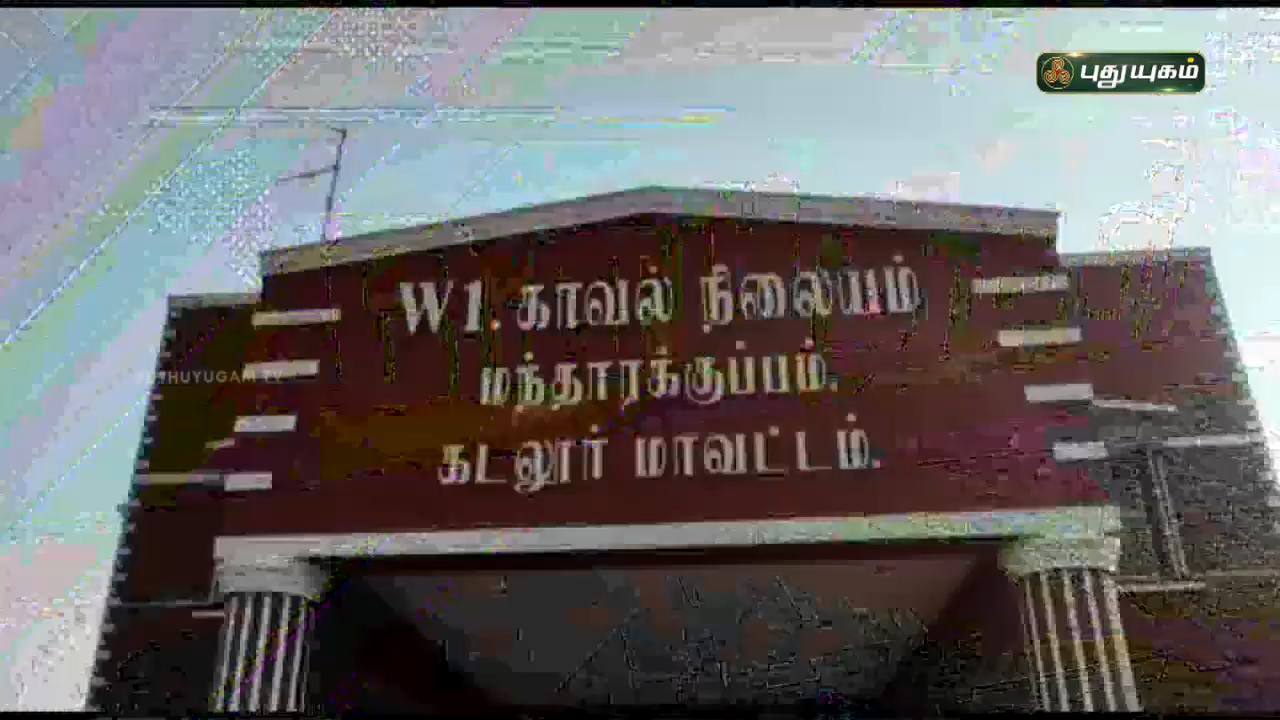 புதுயுகம்
W1. காவல் நிலையம்
மந்தாரக்குப்பம்.
கடலூர் மாவட்டம்.